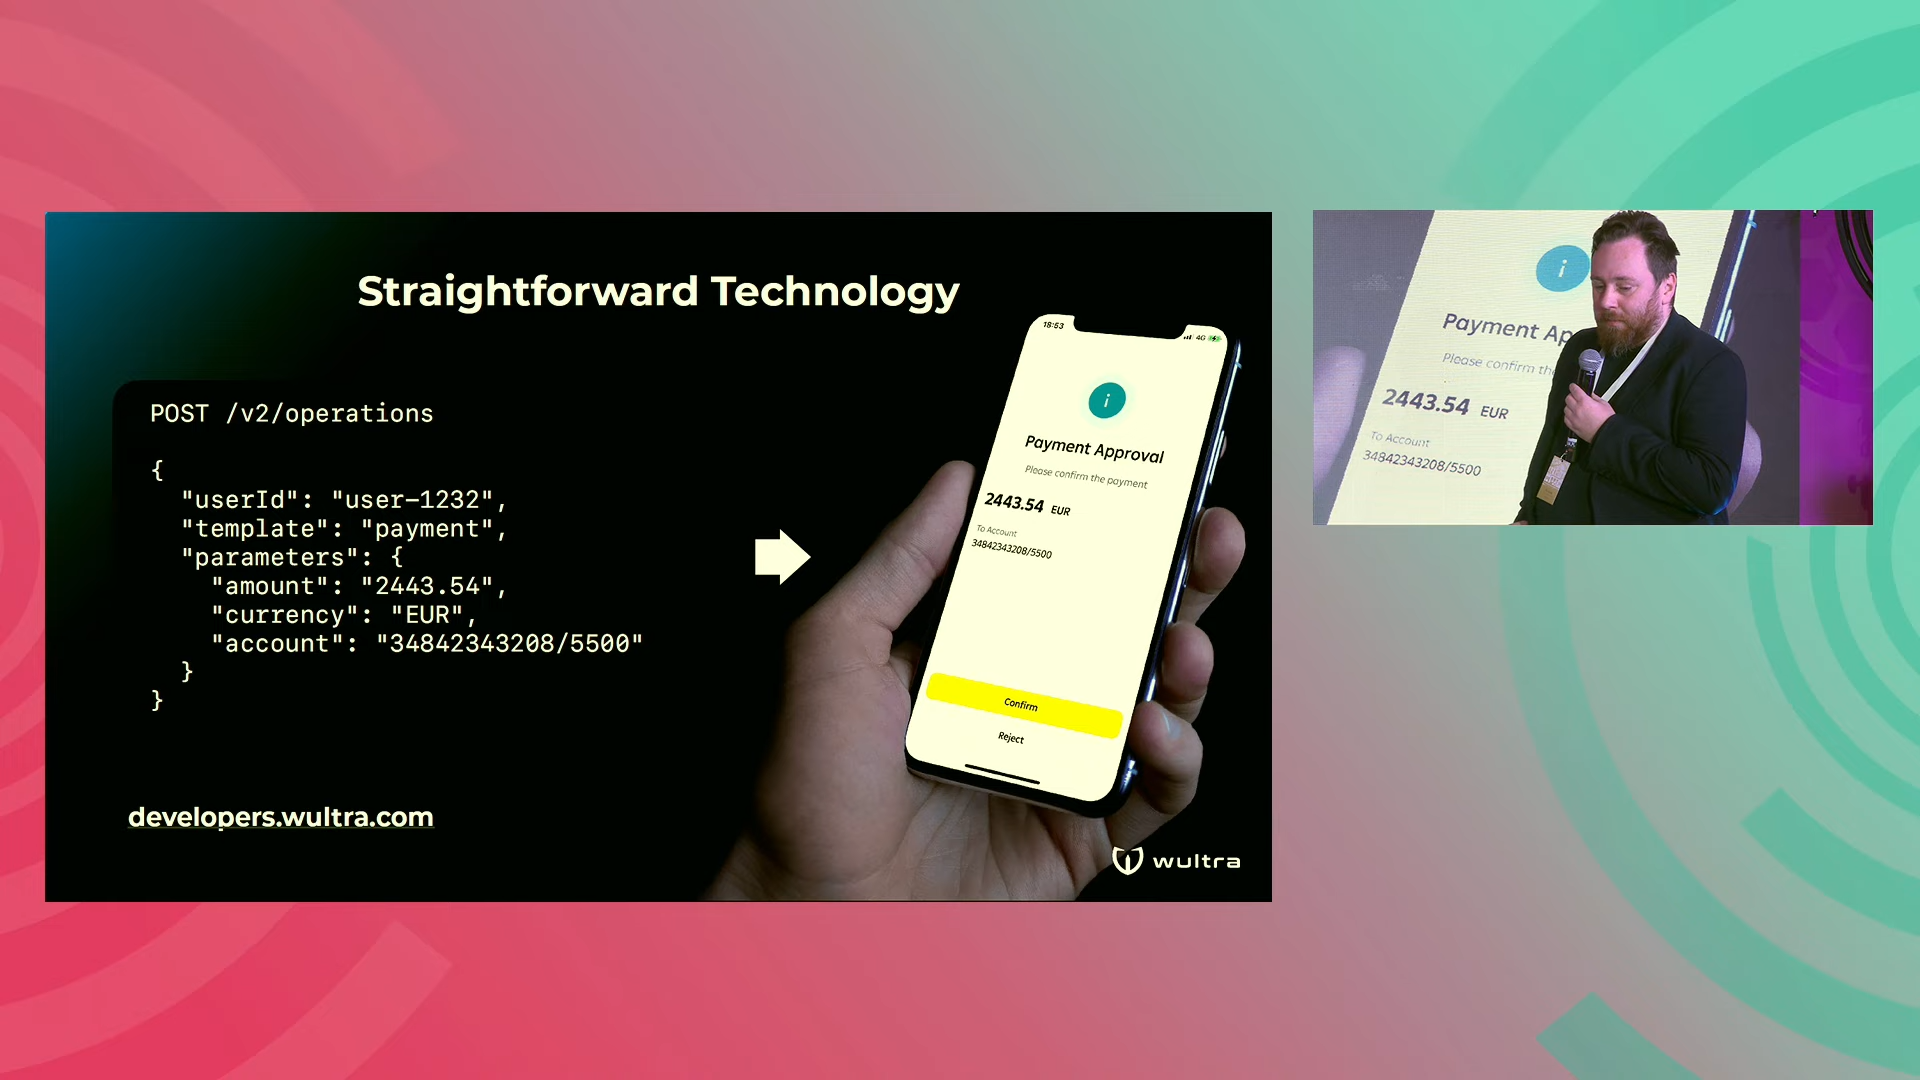 Straightforward Technology
POST /v2/operations
{
"userId": "user-1232",
"template": "payment",
"parameters": {
"amount": "2443.54",
"currency": "EUR",
"account": "34842343208/5500"
}
}
developers.wultra.com
18:53
4G
i
Payment Approval
Please confirm the payment
2443.54 EUR
To Account
34842343208/5500
Confirm
Reject
wultra
i
Payment Ap
Please confirm th
2443.54 EUR
To Account
34842343208/5500